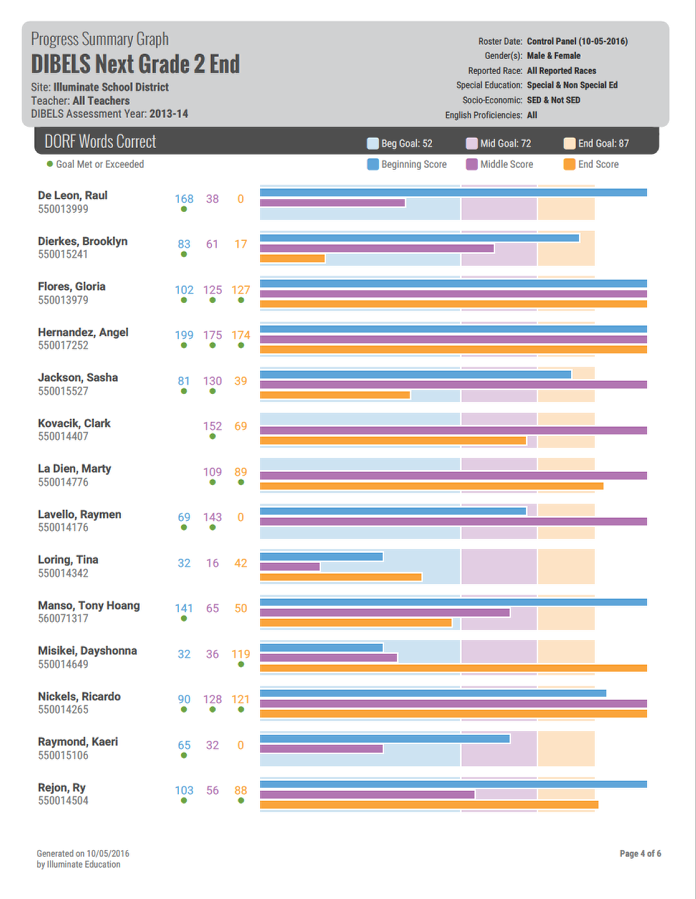 Progress Summary Graph
DIBELS Next Grade 2 End
Site: Illuminate School District
Teacher: All Teachers
DIBELS Assessment Year: 2013-14
Roster Date: Control Panel (10-05-2016)
Gender(s): Male & Female
Reported Race: All Reported Races
Special Education: Special & Non Special Ed
Socio-Economic: SED & Not SED
English Proficiencies: All
DORF Words Correct
Beg Goal: 52 Mid Goal: 72 End Goal: 87
Goal Met or Exceeded Beginning Score Middle Score End Score
De Leon, Raul 168 38 0
550013999
Dierkes, Brooklyn 83 61 17
550015241
Flores, Gloria 102 125 127
550013979
Hernandez, Angel 199 175 174
550017252
Jackson, Sasha 81 130 39
550015527
Kovacik, Clark 152 69
550014407
La Dien, Marty 109 89
550014776
Lavello, Raymen 69 143 0
550014176
Loring, Tina 32 16 42
550014342
Manso, Tony Hoang 141 65 50
560071317
Misikei, Dayshonna 32 36 119
550014649
Nickels, Ricardo 90 128 121
550014265
Raymond, Kaeri 65 32 0
550015106
Rejon, Ry 103 56 88
550014504
Generated on 10/05/2016
by Illuminate Education
Page 4 of 6